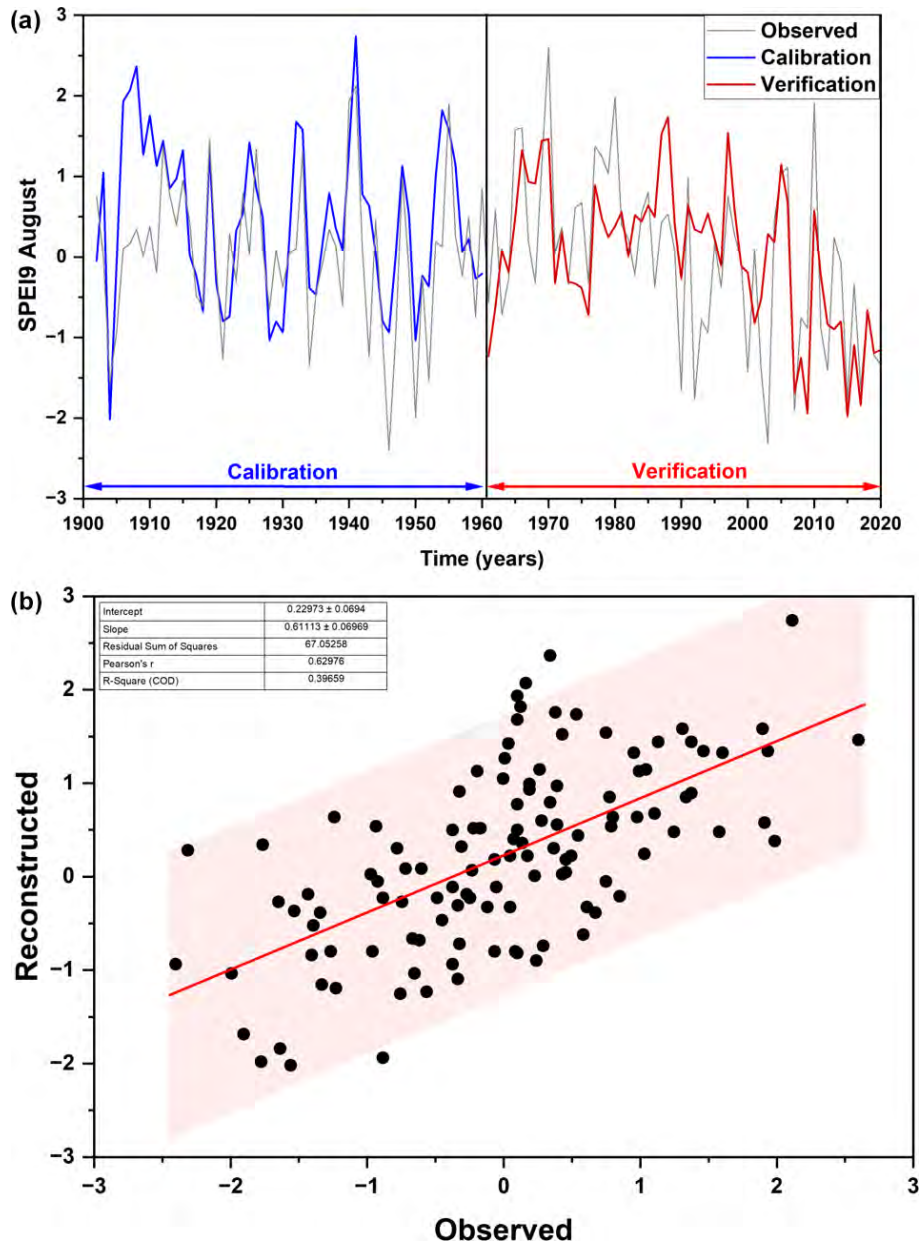 (a)
Observed
Calibration
Verification
SPEI9 August
3
2
1
0
−1
−2
−3
Calibration
Verification
1900 1910 1920 1930 1940 1950 1960 1970 1980 1990 2000 2010 2020
Time (years)
(b)
Intercept 0.22973 ± 0.0694
Slope 0.61113 ± 0.06969
Residual Sum of Squares 67.05258
Pearson's r 0.62976
R-Square (COD) 0.39659
Reconstructed
3
2
1
0
−1
−2
−3
−3 −2 −1 0 1 2 3
Observed